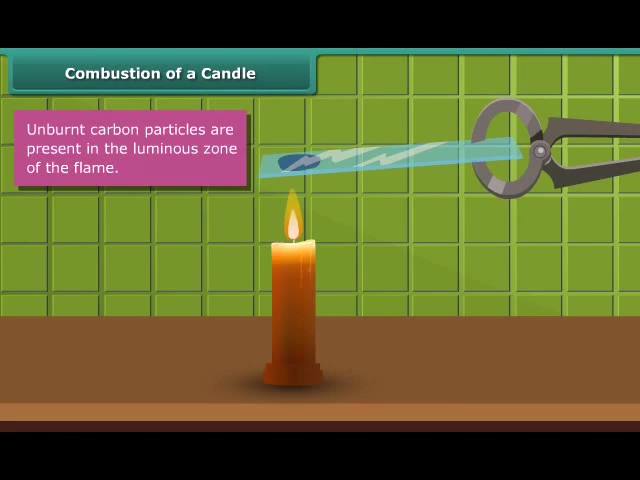 Combustion of a Candle
Unburnt carbon particles are
present in the luminous zone
of the flame.